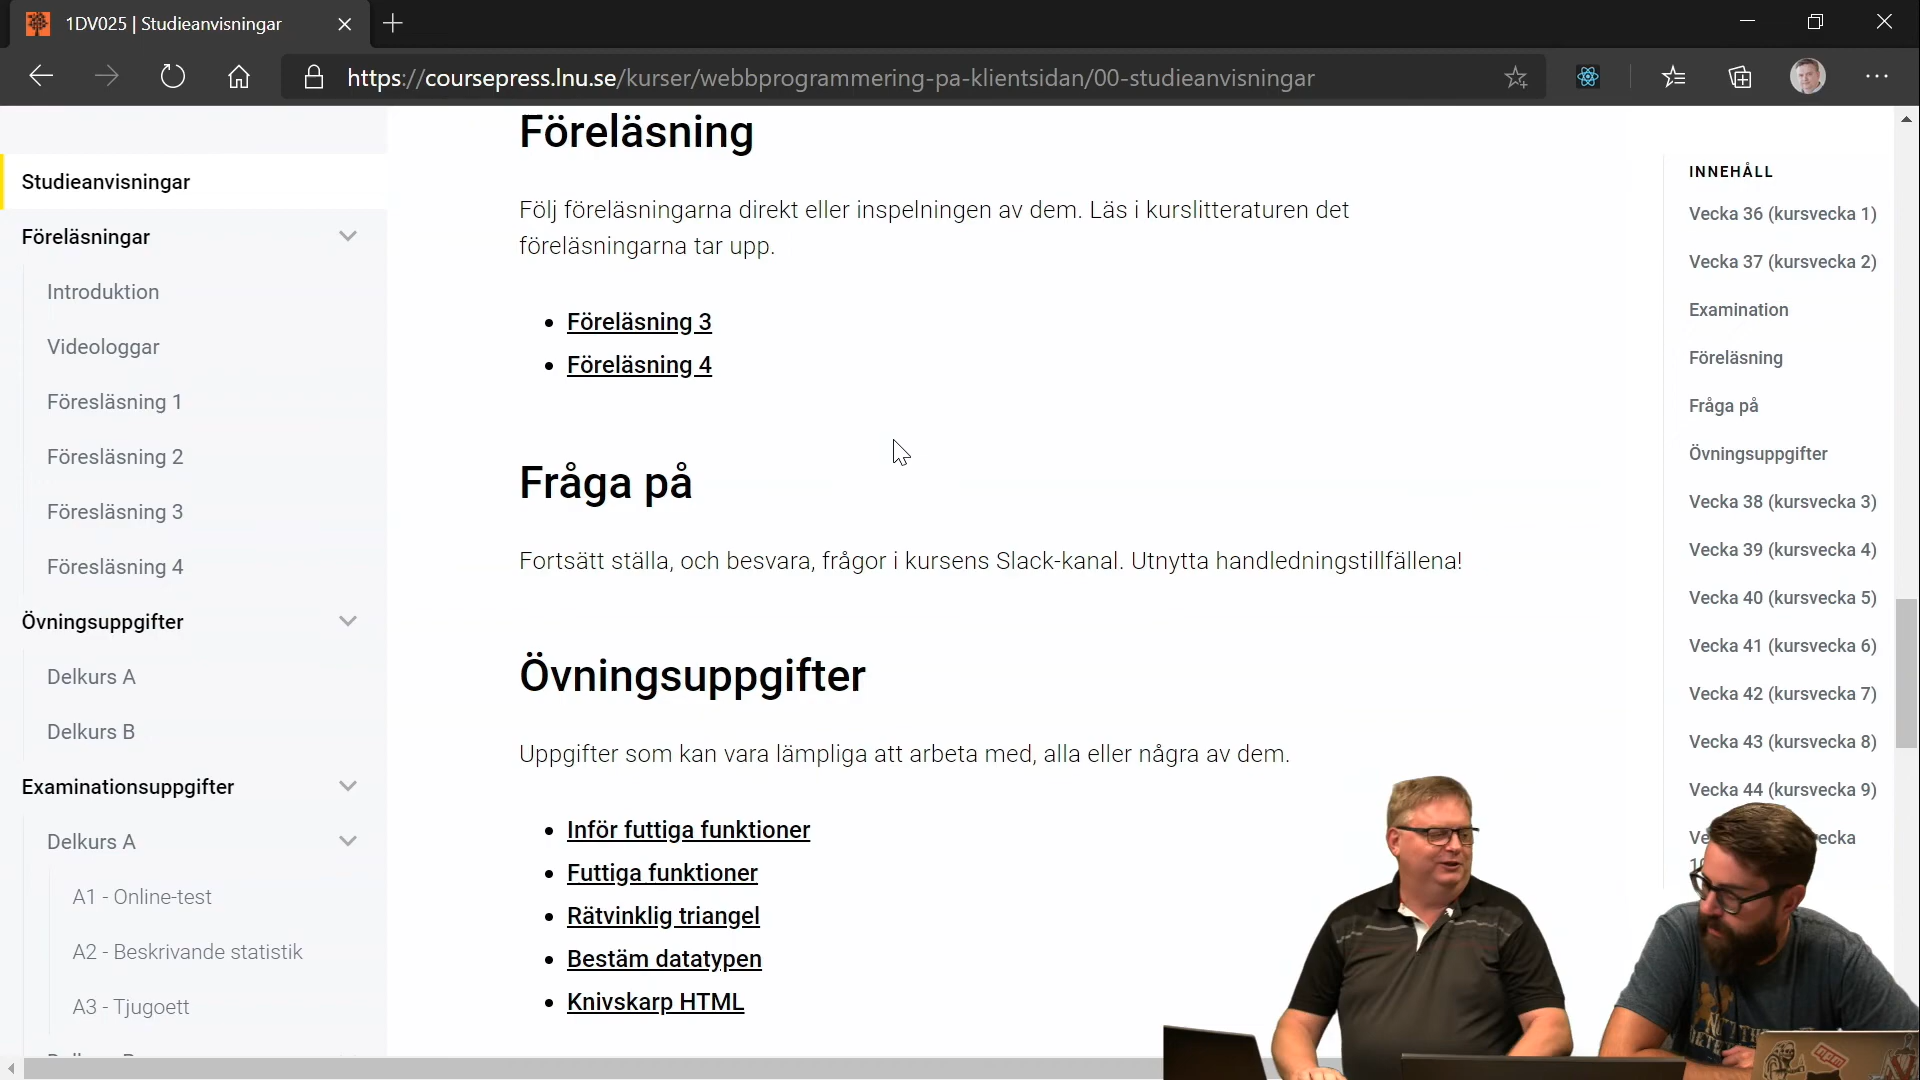 1DV025 | Studieanvisningar
https://coursepress.lnu.se/kurser/webbprogrammering-pa-klientsidan/00-studieanvisningar
Studieanvisningar
Föreläsningar
Introduktion
Videologgar
Föresläsning 1
Föresläsning 2
Föresläsning 3
Föresläsning 4
Övningsuppgifter
Delkurs A
Delkurs B
Examinationsuppgifter
Delkurs A
A1 - Online-test
A2 - Beskrivande statistik
A3 - Tjugoett
Föreläsning
Följ föreläsningarna direkt eller inspelningen av dem. Läs i kurslitteraturen det
föreläsningarna tar upp.
• Föreläsning 3
• Föreläsning 4
Fråga på
Fortsätt ställa, och besvara, frågor i kursens Slack-kanal. Utnytta handledningstillfällena!
Övningsuppgifter
Uppgifter som kan vara lämpliga att arbeta med, alla eller några av dem.
• Inför futtiga funktioner
• Futtiga funktioner
• Rätvinklig triangel
• Bestäm datatypen
• Knivskarp HTML
INNEHÅLL
Vecka 36 (kursvecka 1)
Vecka 37 (kursvecka 2)
Examination
Föreläsning
Fråga på
Övningsuppgifter
Vecka 38 (kursvecka 3)
Vecka 39 (kursvecka 4)
Vecka 40 (kursvecka 5)
Vecka 41 (kursvecka 6)
Vecka 42 (kursvecka 7)
Vecka 43 (kursvecka 8)
Vecka 44 (kursvecka 9)
npm